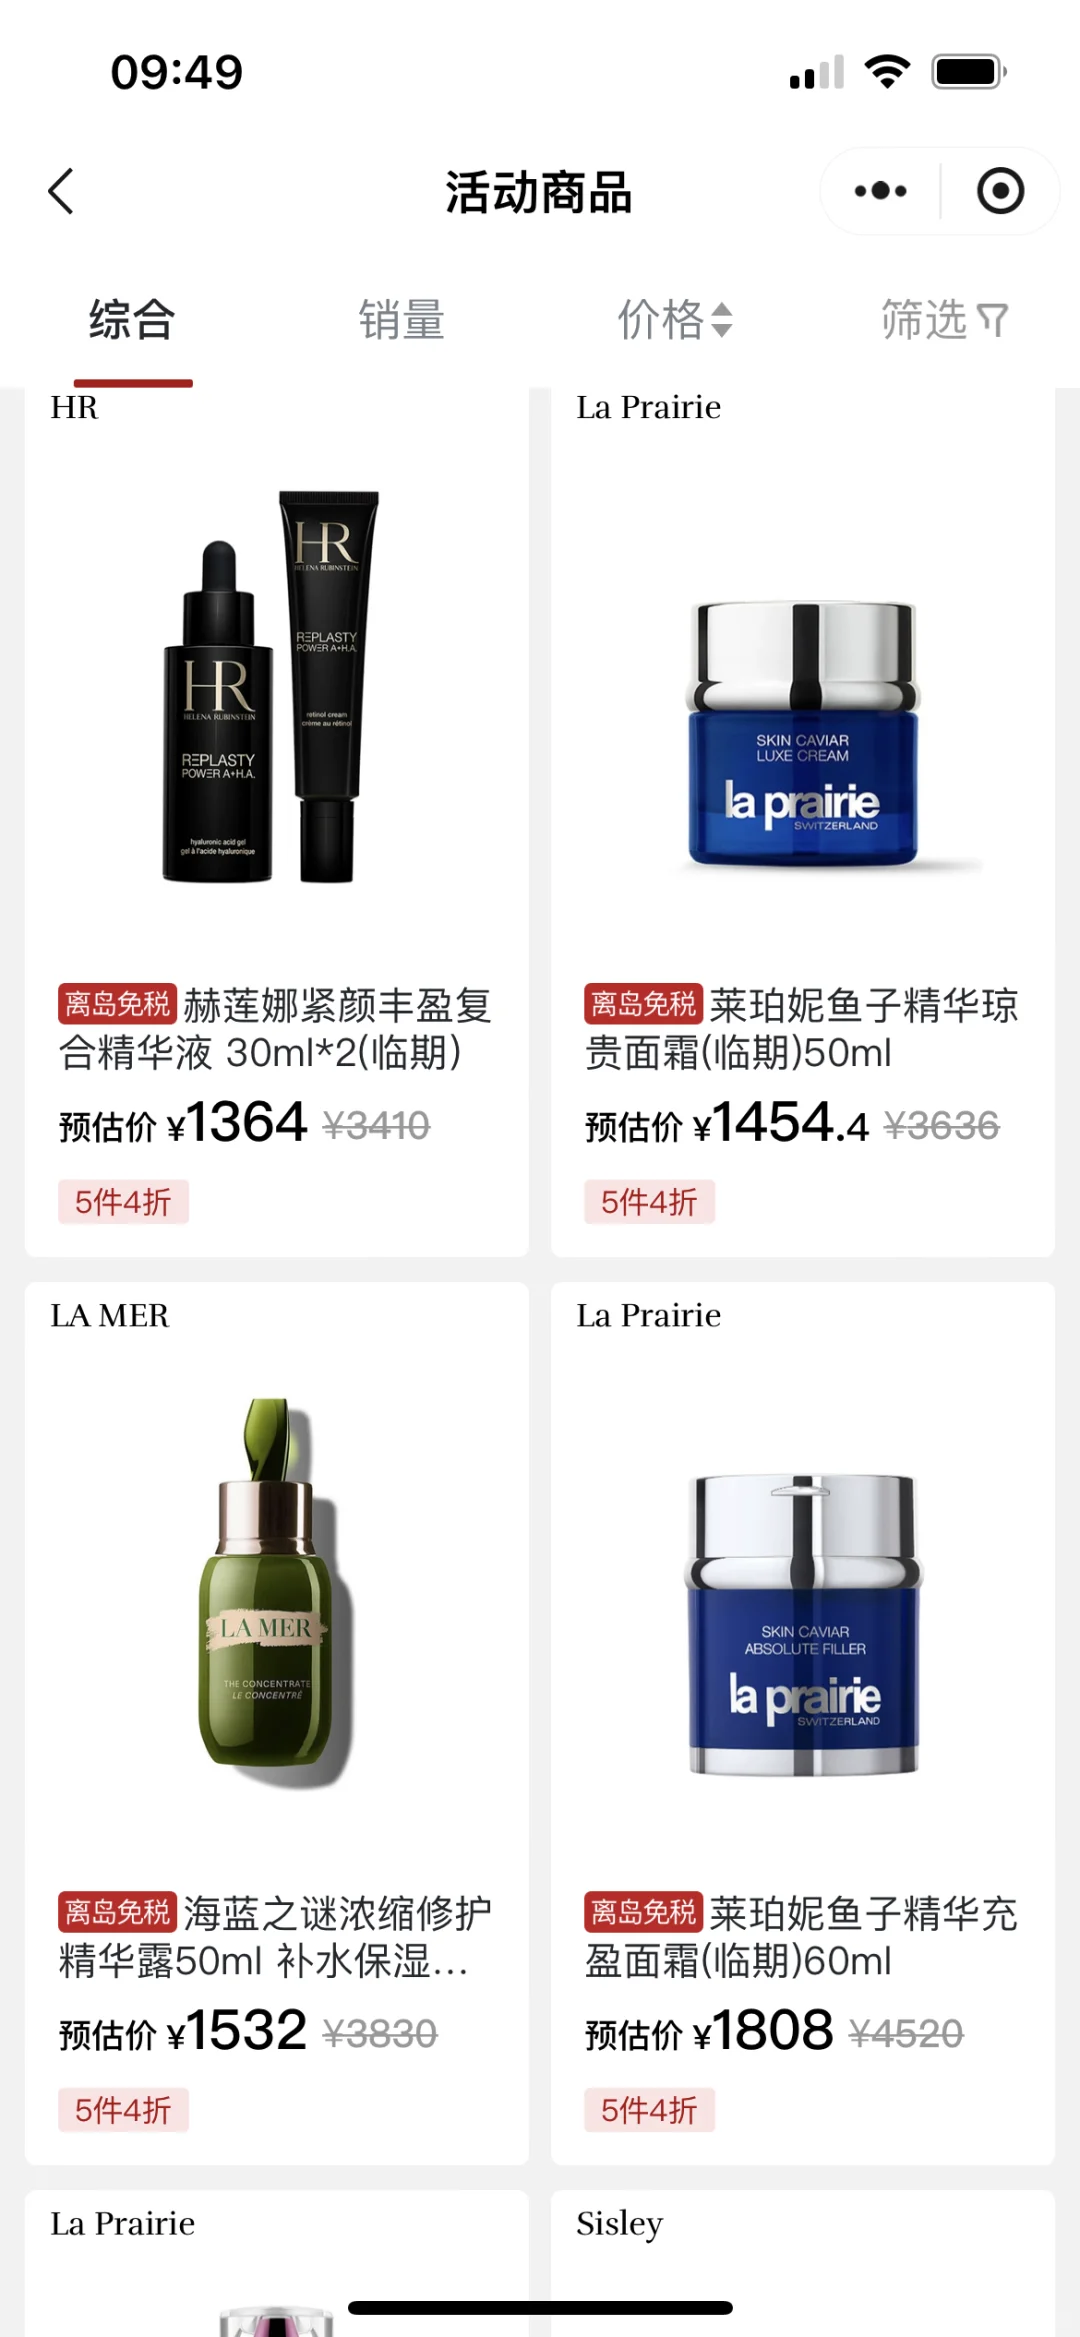 09:49
活动商品
综合
销量
价格
筛选
HR
HR
HELENA RUBINSTEIN
REPLASTY
POWER A+H.A.
retinol cream
crème au rétinol
HR
HELENA RUBINSTEIN
REPLASTY
POWER A+H.A.
hyaluronic acid gel
gel à l'acide hyaluronique
离岛免税 赫莲娜紧颜丰盈复
合精华液 30ml*2(临期)
预估价 ¥1364 ¥3410
5件4折
La Prairie
SKIN CAVIAR
LUXE CREAM
la prairie
SWITZERLAND
离岛免税 莱珀妮鱼子精华琼
贵面霜(临期)50ml
预估价 ¥1454.4 ¥3636
5件4折
LA MER
LA MER
THE CONCENTRATE
LE CONCENTRÉ
离岛免税 海蓝之谜浓缩修护
精华露50ml 补水保湿...
预估价 ¥1532 ¥3830
5件4折
La Prairie
SKIN CAVIAR
ABSOLUTE FILLER
la prairie
SWITZERLAND
离岛免税 莱珀妮鱼子精华充
盈面霜(临期)60ml
预估价 ¥1808 ¥4520
5件4折
La Prairie
Sisley